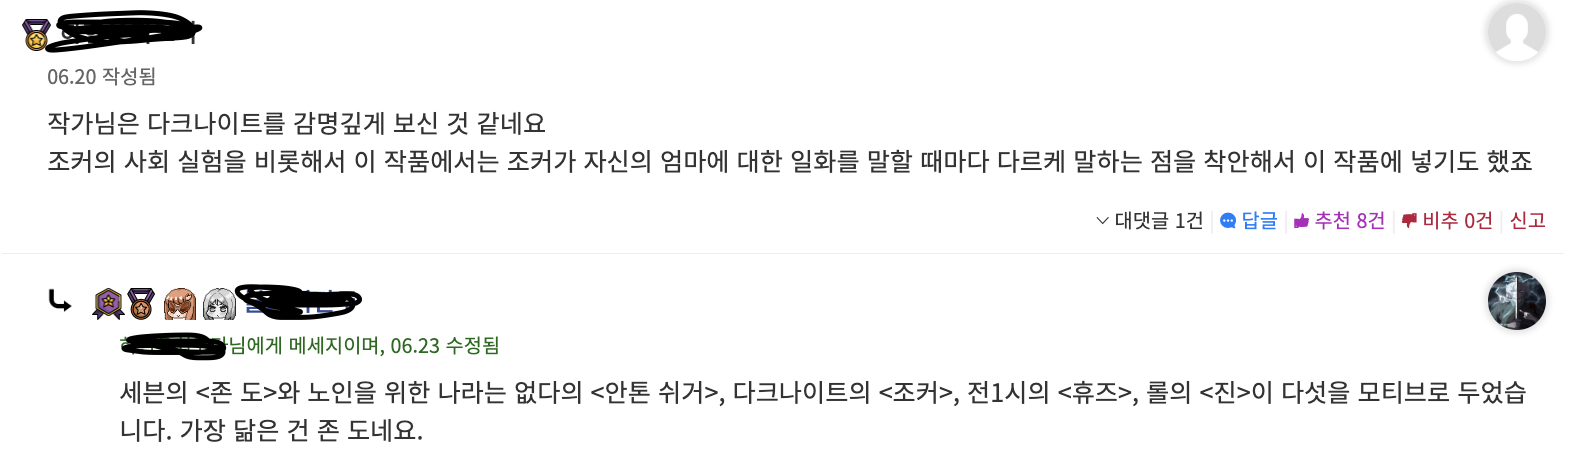 06.20 작성됨
작가님은 다크나이트를 감명깊게 보신 것 같네요
조커의 사회 실험을 비롯해서 이 작품에서는 조커가 자신의 엄마에 대한 일화를 말할 때마다 다르케 말하는 점을 착안해서 이 작품에 넣기도 했죠
대댓글 1건 답글 추천 8건 비추 0건 신고
님에게 메세지이며, 06.23 수정됨
세븐의 <존 도>와 노인을 위한 나라는 없다의 <안톤 쉬거>, 다크나이트의 <조커>, 전1시의 <휴즈>, 롤의 <진>이 다섯을 모티브로 두었습
니다. 가장 닮은 건 존 도네요.